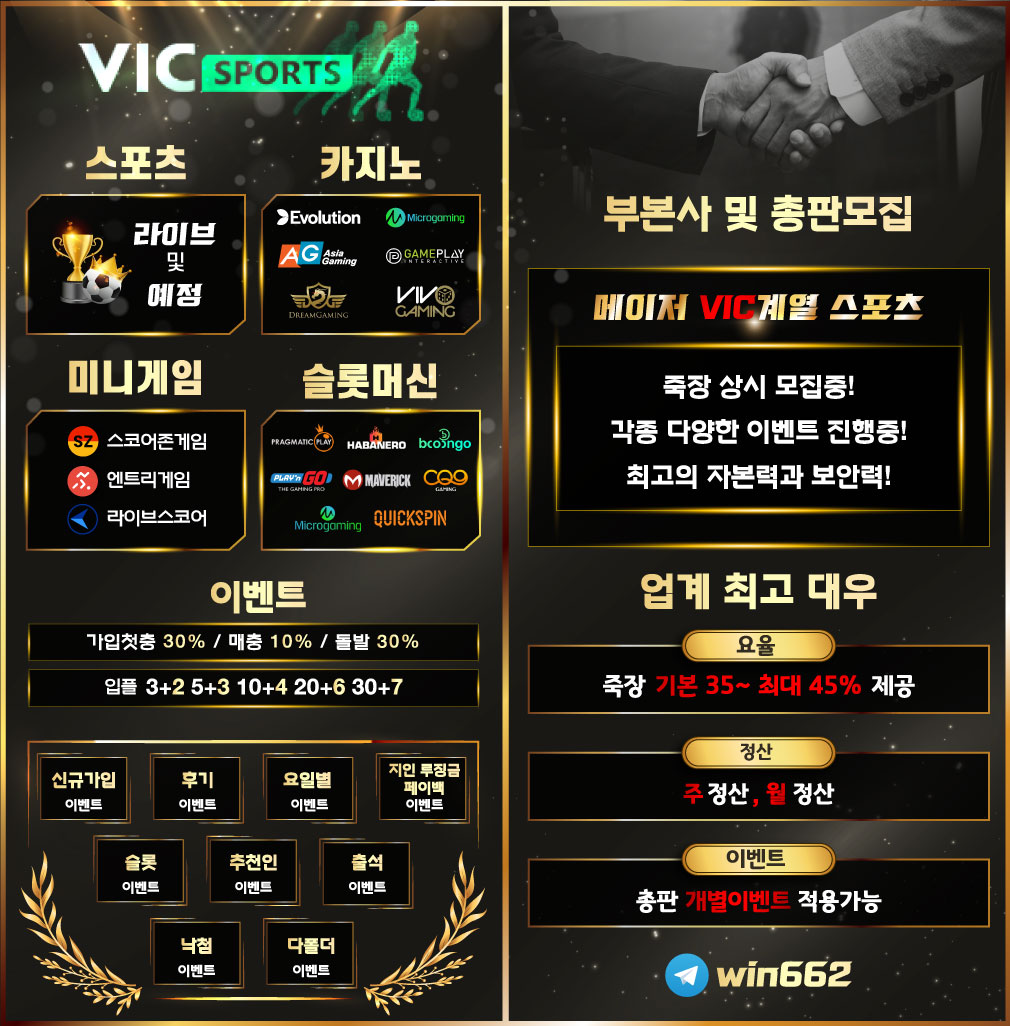 VIC SPORTS
스포츠
라이브
및
예정
카지노
Evolution
Microgaming
AG Asia Gaming
GAMEPLAY
INTERACTIVE
DREAMGAMING
VIVO
GAMING
미니게임
SZ 스코어존게임
엔트리게임
라이브스코어
슬롯머신
PRAGMATIC PLAY
HABANERO
booongo
PLAY'n GO
THE GAMING PRO
MAVERICK
CQ9
GAMING
Microgaming
QUICKSPIN
이벤트
가입첫충 30% / 매충 10% / 돌발 30%
입플 3+2 5+3 10+4 20+6 30+7
신규가입
이벤트
후기
이벤트
요일별
이벤트
지인 루징금
페이백
이벤트
슬롯
이벤트
추천인
이벤트
출석
이벤트
낙첨
이벤트
다폴더
이벤트
부본사 및 총판모집
메이저 VIC계열 스포츠
죽장 상시 모집중!
각종 다양한 이벤트 진행중!
최고의 자본력과 보안력!
업계 최고 대우
요율
죽장 기본 35~ 최대 45% 제공
정산
주 정산 , 월 정산
이벤트
총판 개별이벤트 적용가능
win662